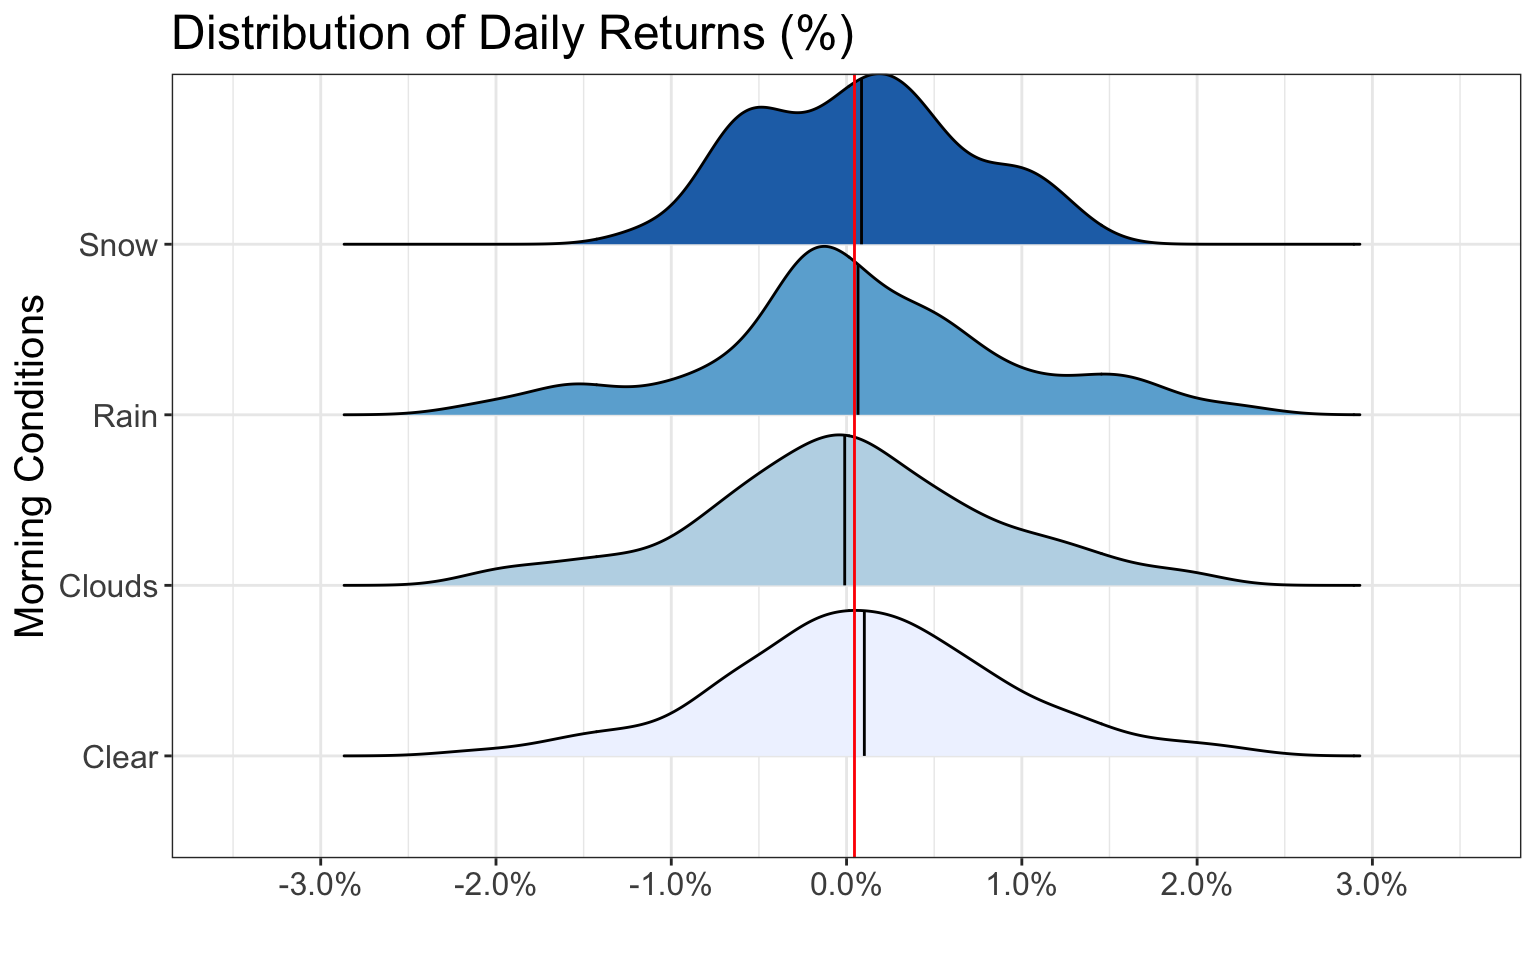 Distribution of Daily Returns (%)
Morning Conditions
Snow
Rain
Clouds
Clear
-3.0% -2.0% -1.0% 0.0% 1.0% 2.0% 3.0%